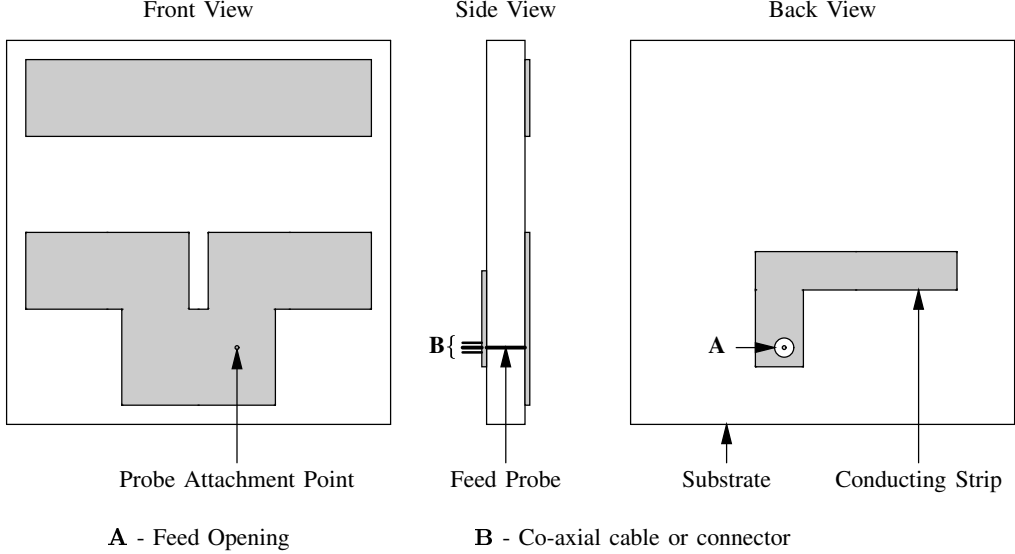 Front View
Side View
Back View
B{
A
Probe Attachment Point
Feed Probe
Substrate
Conducting Strip
A - Feed Opening
B - Co-axial cable or connector